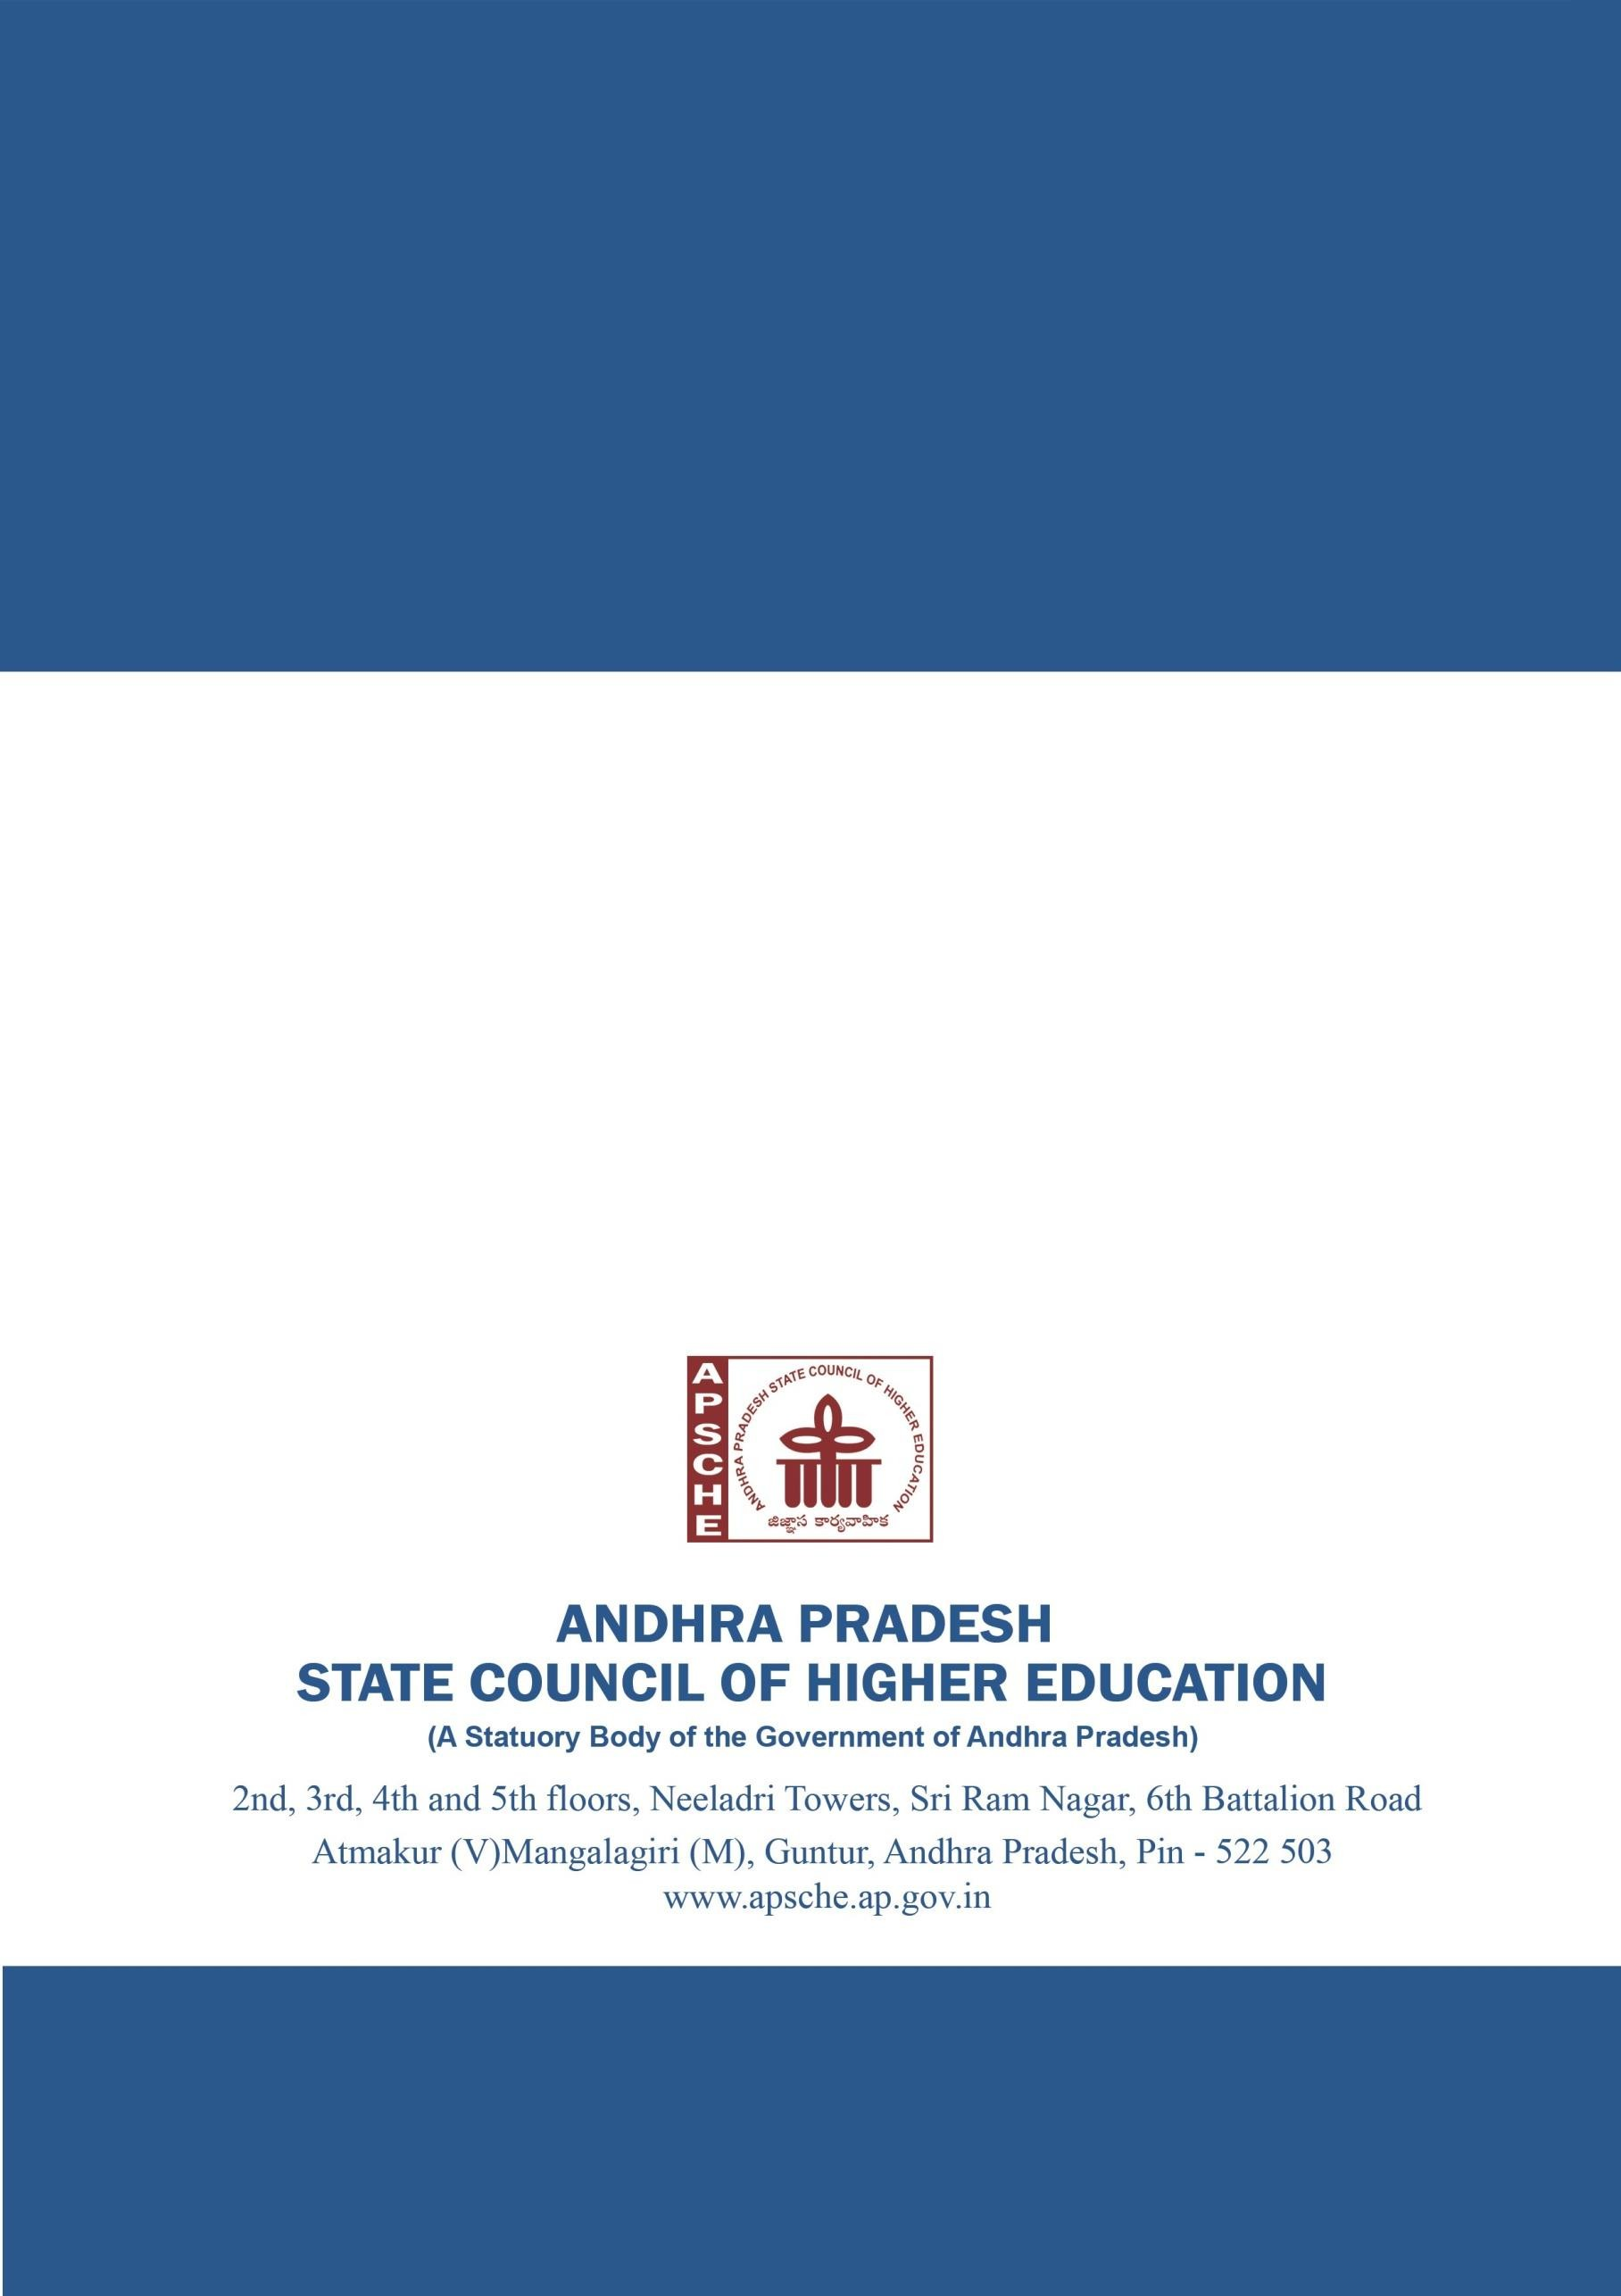 APSCHE
ANDHRA PRADESH STATE COUNCIL OF HIGHER EDUCATION
జిజ్ఞాస కార్యవాహిక
ANDHRA PRADESH
STATE COUNCIL OF HIGHER EDUCATION
(A Statuory Body of the Government of Andhra Pradesh)
2nd, 3rd, 4th and 5th floors, Neeladri Towers, Sri Ram Nagar, 6th Battalion Road
Atmakur (V)Mangalagiri (M), Guntur, Andhra Pradesh, Pin - 522 503
www.apsche.ap.gov.in